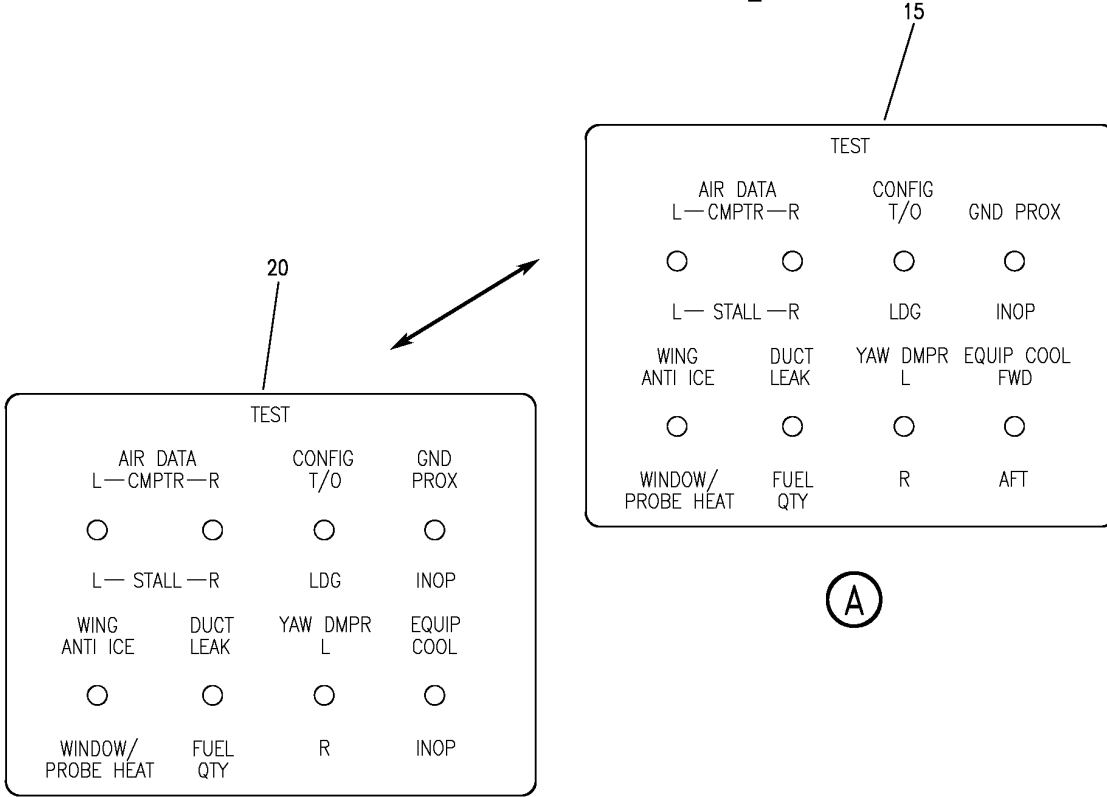 15
TEST
AIR DATA CONFIG
L—CMPTR—R T/O GND PROX
L— STALL —R LDG INOP
WING DUCT YAW DMPR EQUIP COOL
ANTI ICE LEAK L FWD
WINDOW/ FUEL R AFT
PROBE HEAT QTY
A
20
TEST
AIR DATA CONFIG GND
L—CMPTR—R T/O PROX
L— STALL —R LDG INOP
WING DUCT YAW DMPR EQUIP
ANTI ICE LEAK L COOL
WINDOW/ FUEL R INOP
PROBE HEAT QTY